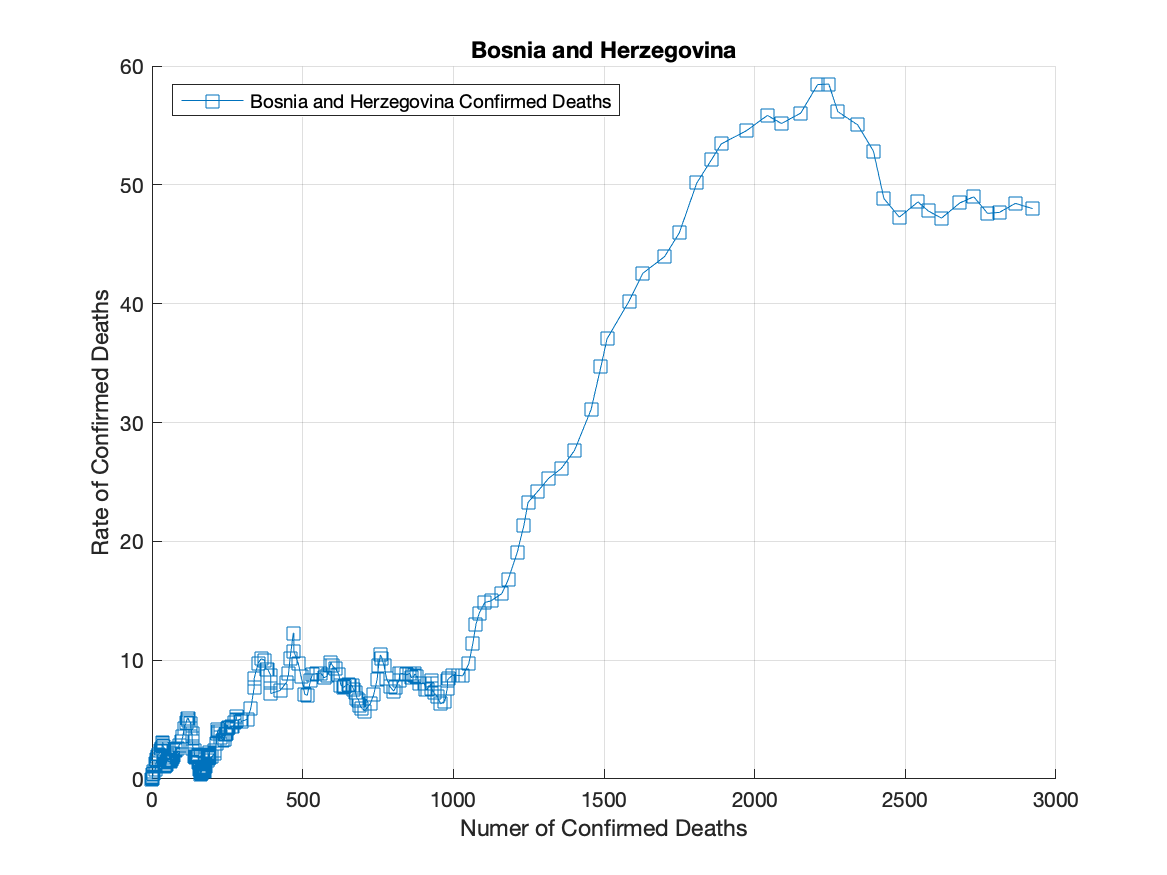 Bosnia and Herzegovina
Bosnia and Herzegovina Confirmed Deaths
Rate of Confirmed Deaths
60
50
40
30
20
10
0
0 500 1000 1500 2000 2500 3000
Numer of Confirmed Deaths